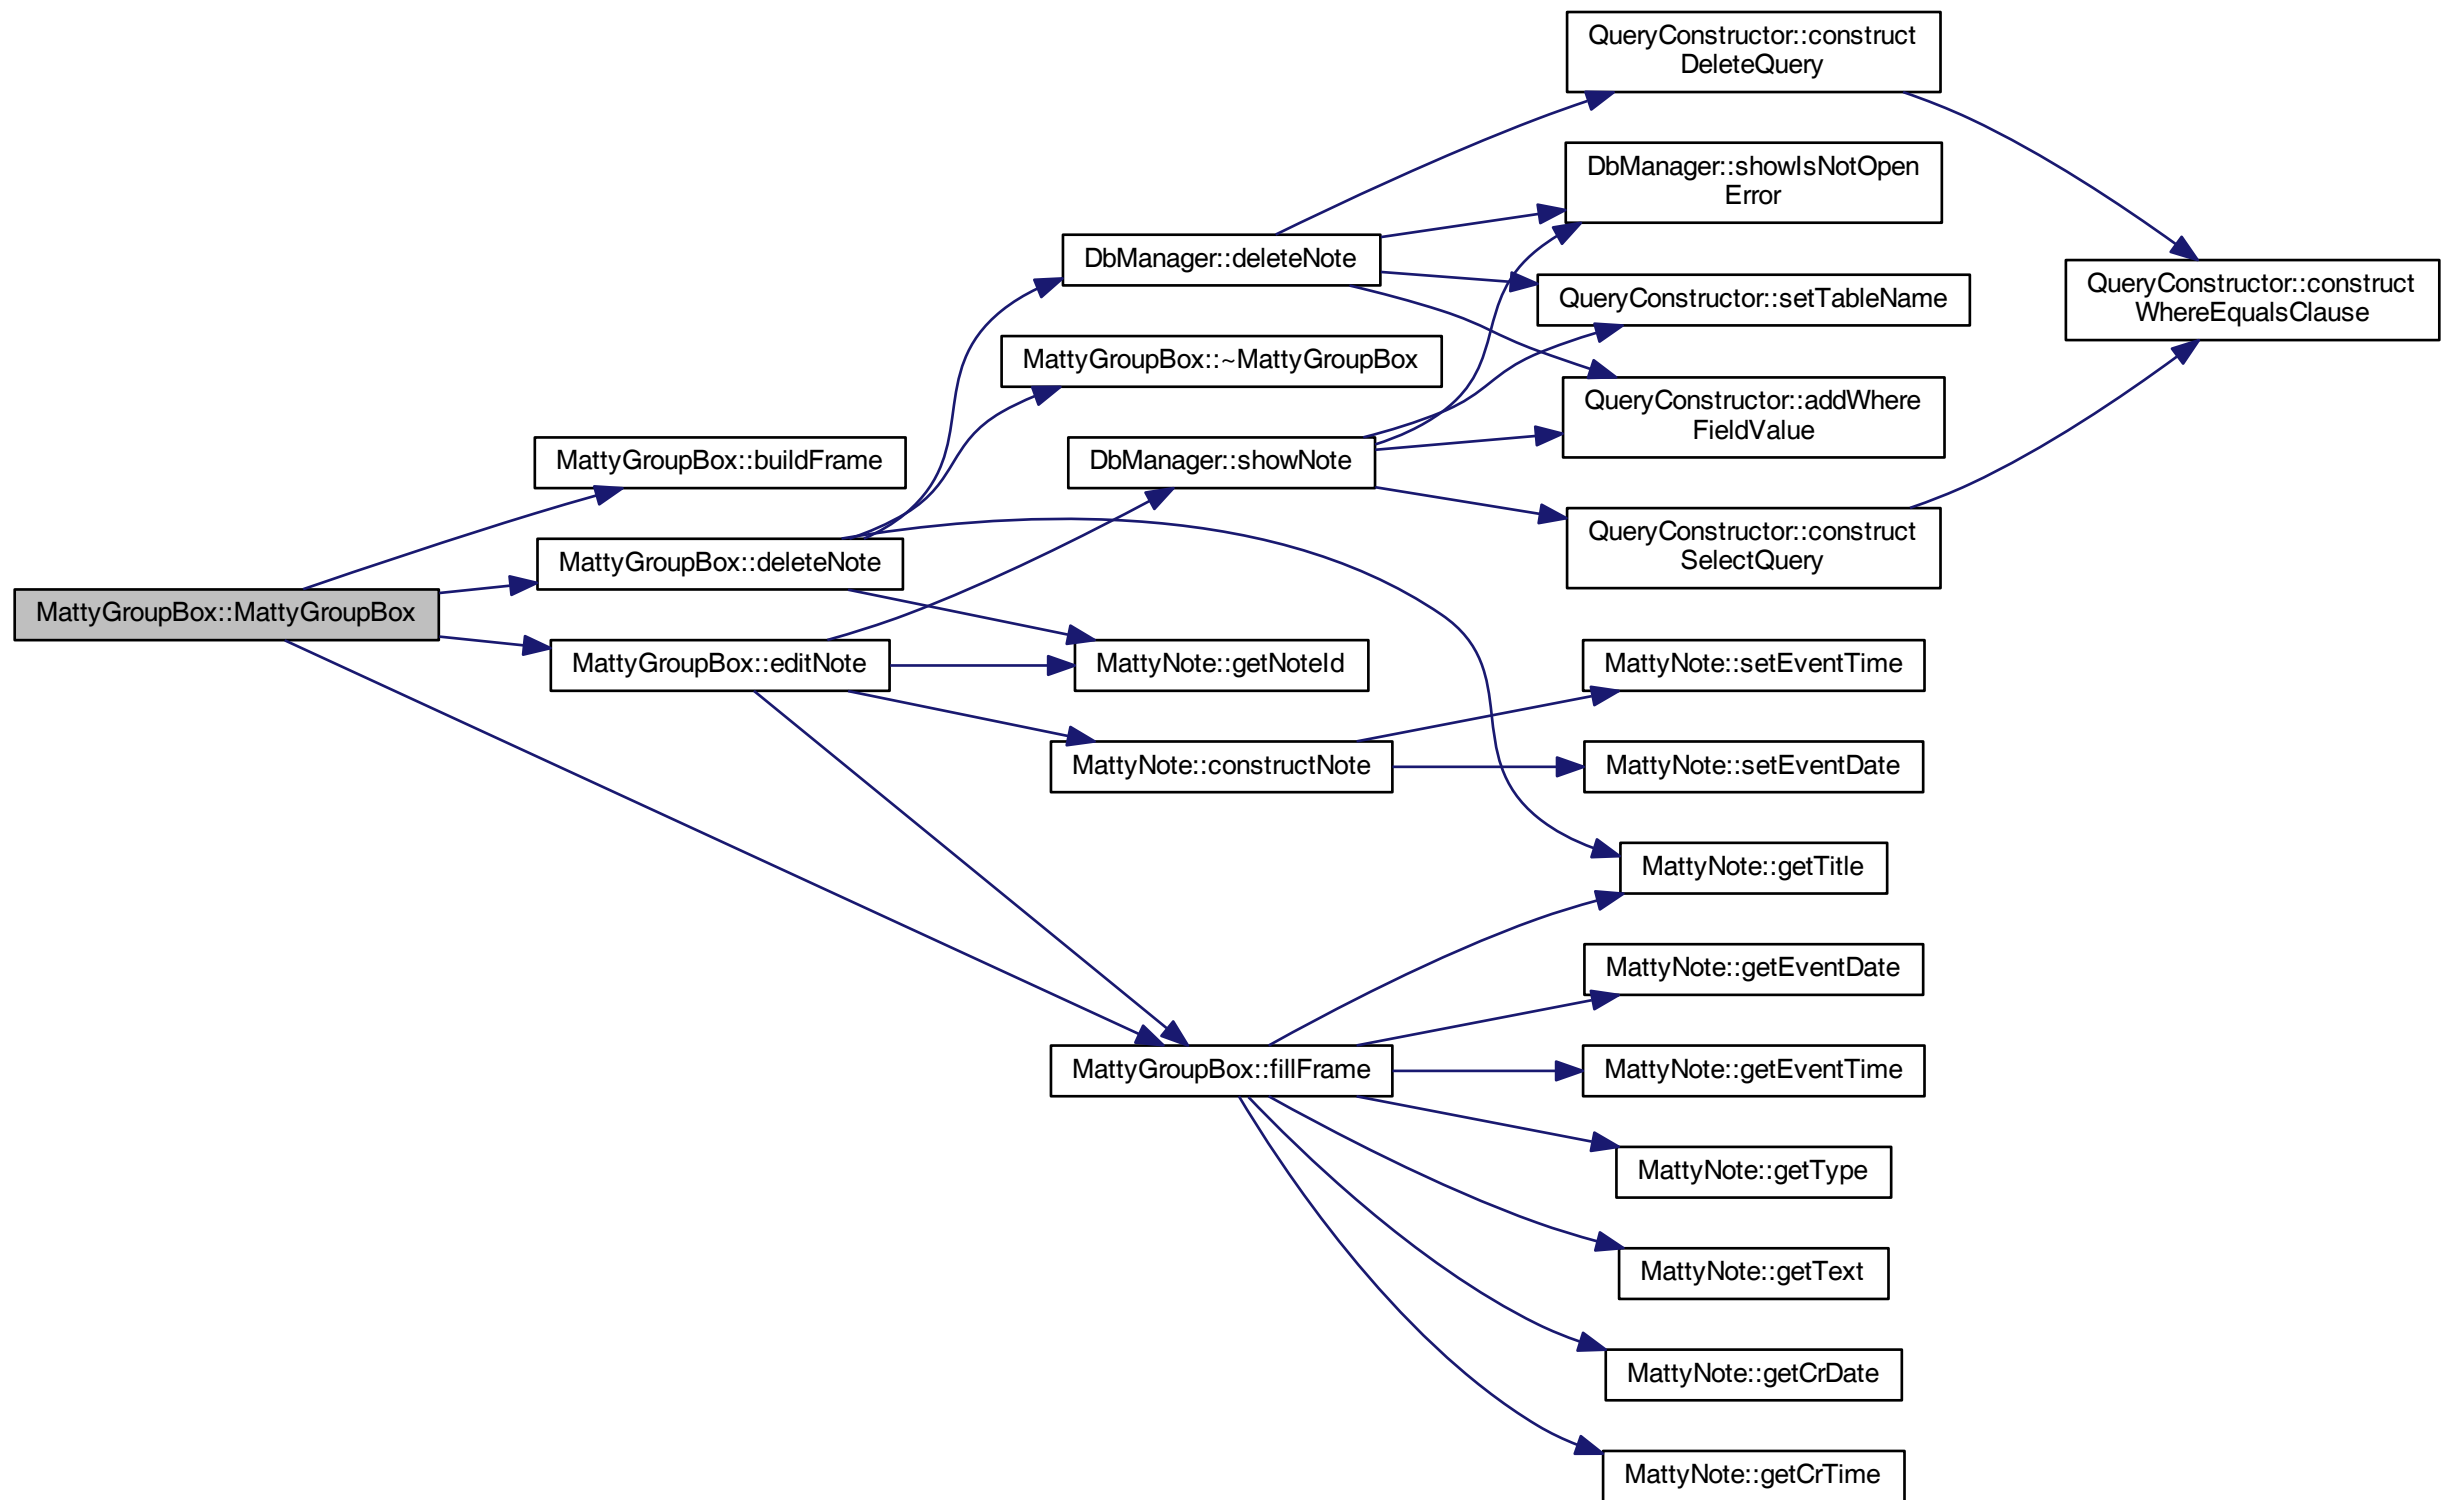 QueryConstructor::construct
DeleteQuery
DbManager::showIsNotOpen
Error
DbManager::deleteNote
QueryConstructor::setTableName
QueryConstructor::construct
WhereEqualsClause
MattyGroupBox::~MattyGroupBox
QueryConstructor::addWhere
FieldValue
MattyGroupBox::buildFrame
DbManager::showNote
QueryConstructor::construct
SelectQuery
MattyGroupBox::deleteNote
MattyGroupBox::MattyGroupBox
MattyGroupBox::editNote
MattyNote::getNoteId
MattyNote::setEventTime
MattyNote::constructNote
MattyNote::setEventDate
MattyNote::getTitle
MattyNote::getEventDate
MattyGroupBox::fillFrame
MattyNote::getEventTime
MattyNote::getType
MattyNote::getText
MattyNote::getCrDate
MattyNote::getCrTime